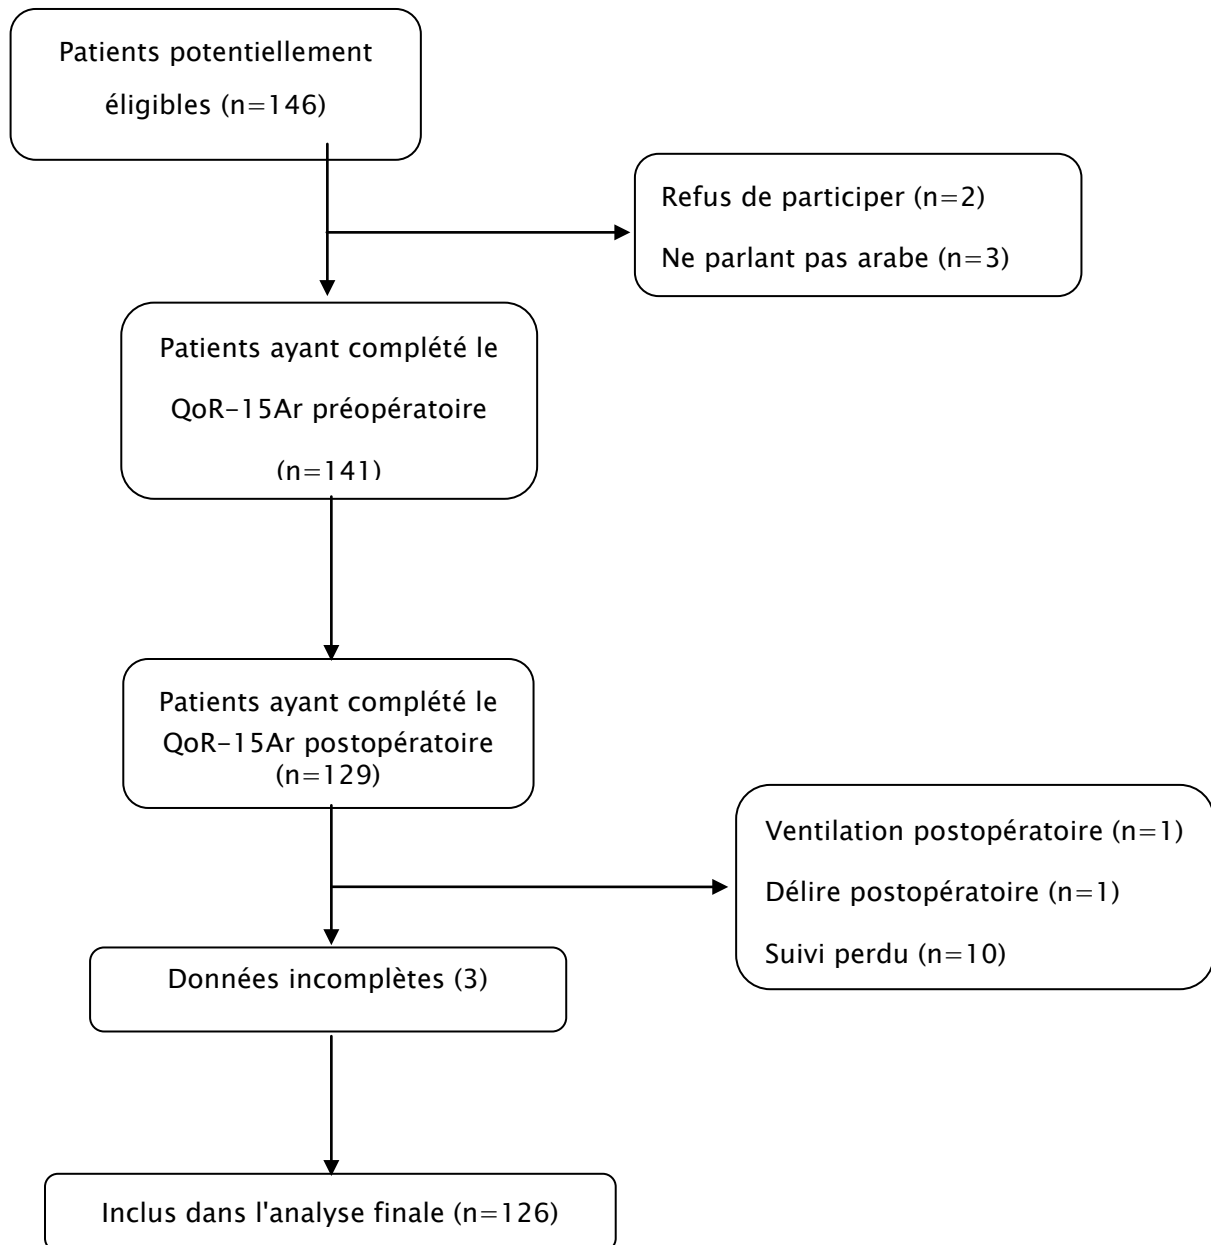 Patients potentiellement
éligibles (n=146)
Refus de participer (n=2)
Ne parlant pas arabe (n=3)
Patients ayant complété le
QoR-15Ar préopératoire
(n=141)
Patients ayant complété le
QoR-15Ar postopératoire
(n=129)
Ventilation postopératoire (n=1)
Délire postopératoire (n=1)
Suivi perdu (n=10)
Données incomplètes (3)
Inclus dans l'analyse finale (n=126)